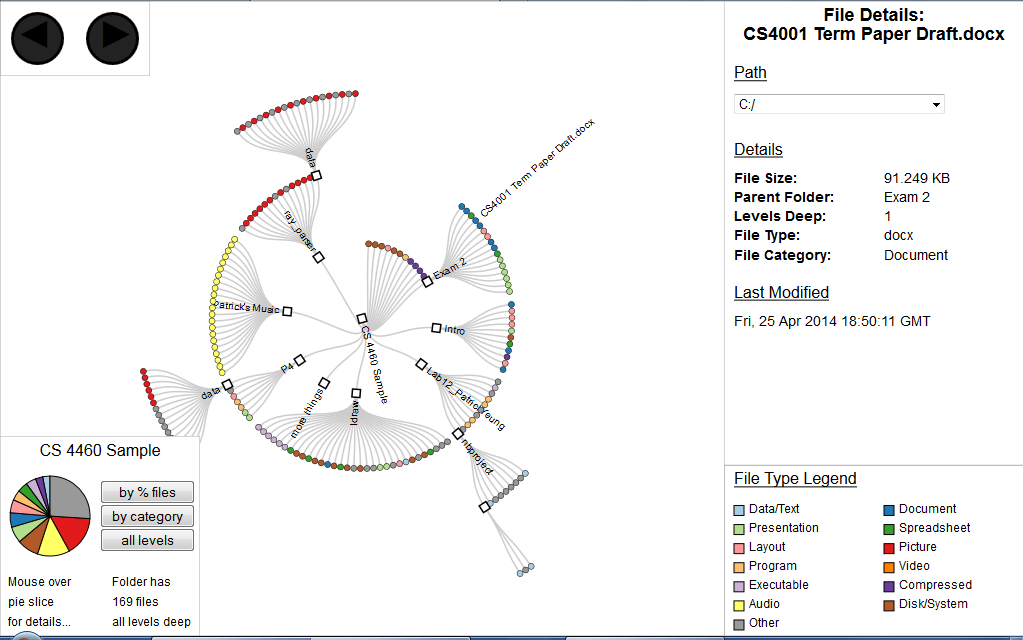 File Details:
CS4001 Term Paper Draft.docx
Path
C:/
Details
File Size: 91.249 KB
Parent Folder: Exam 2
Levels Deep: 1
File Type: docx
File Category: Document
Last Modified
Fri, 25 Apr 2014 18:50:11 GMT
CS4001 Term Paper Draft.docx
data
ray_parser
Exam 2
Patrick's Music
Intro
CS 4460 Sample
P4
Lab12_PatricYeung
data
more things
ldraw
nbproject
CS 4460 Sample
by % files
by category
all levels
Mouse over
pie slice
for details...
Folder has
169 files
all levels deep
File Type Legend
Data/Text Document
Presentation Spreadsheet
Layout Picture
Program Video
Executable Compressed
Audio Disk/System
Other